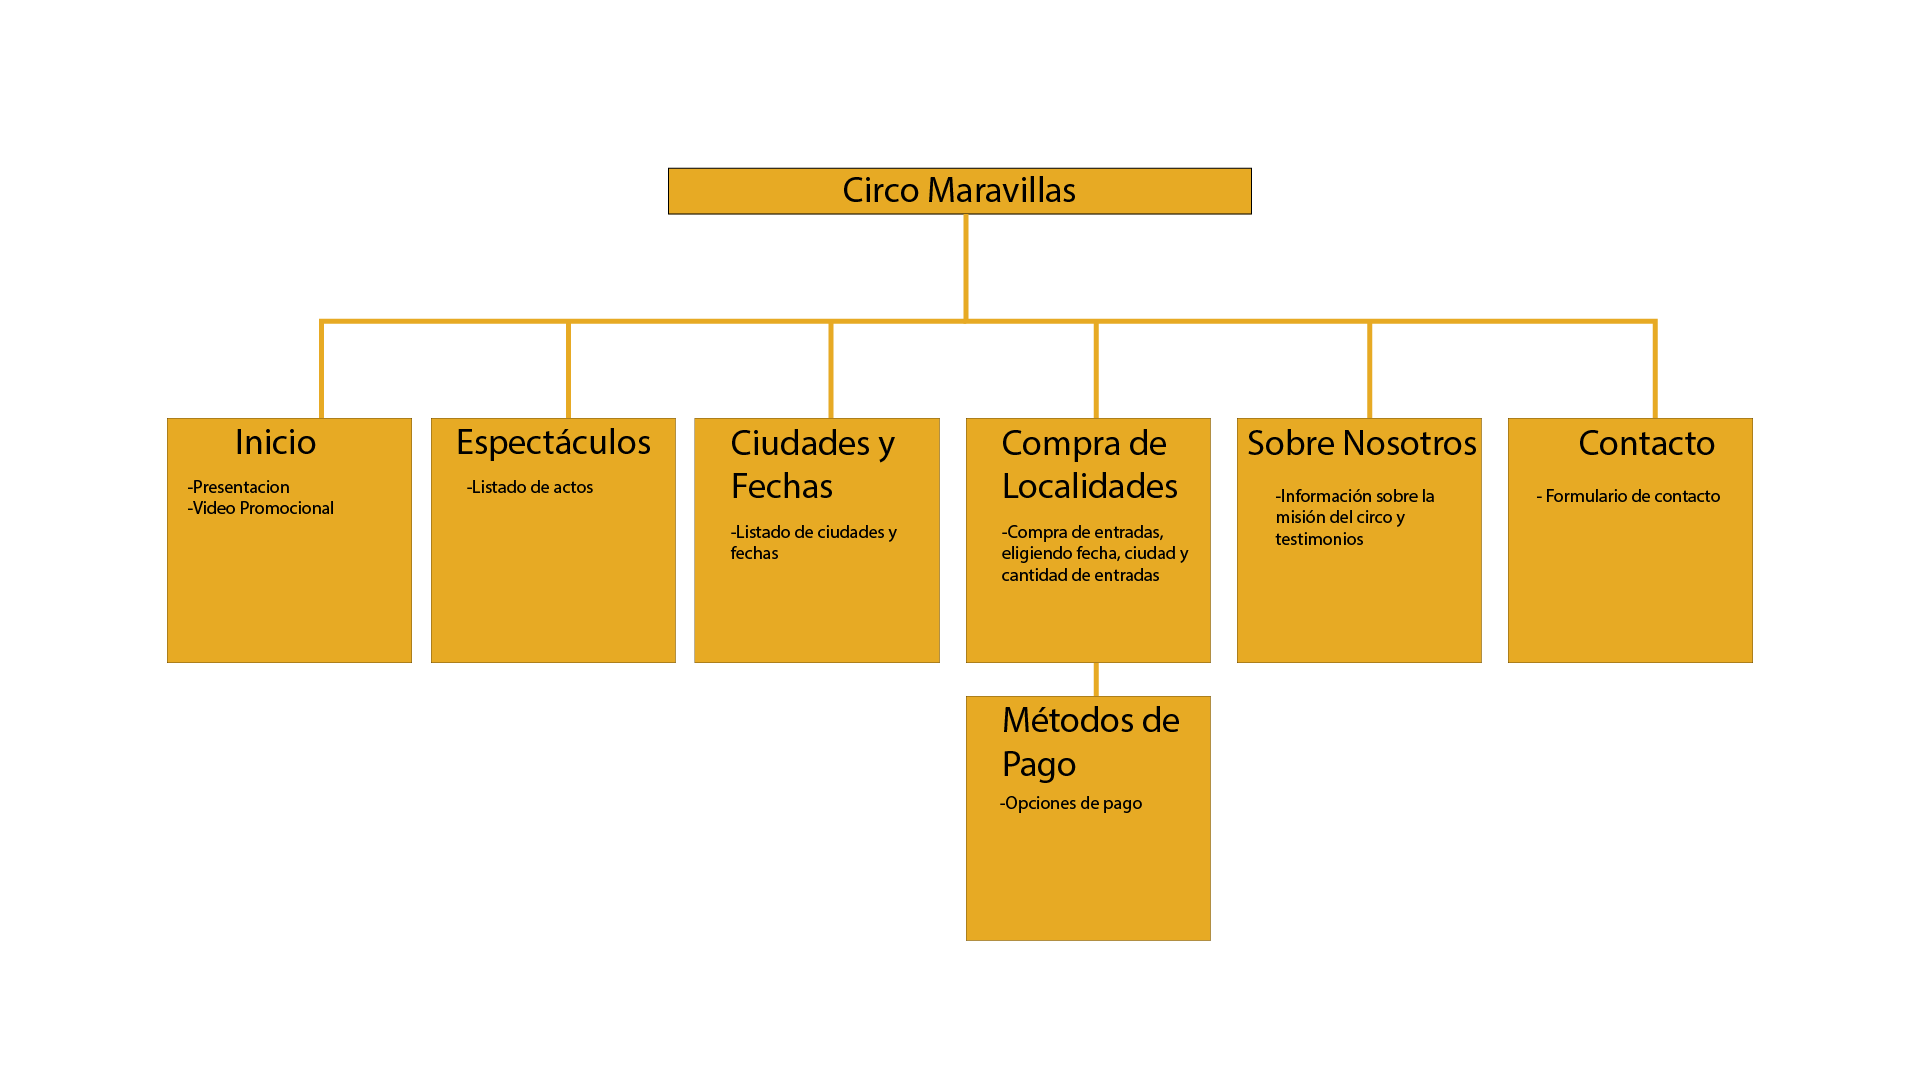 Circo Maravillas
Inicio
-Presentacion
-Video Promocional
Espectáculos
-Listado de actos
Ciudades y
Fechas
-Listado de ciudades y
fechas
Compra de
Localidades
-Compra de entradas,
eligiendo fecha, ciudad y
cantidad de entradas
Sobre Nosotros
-Información sobre la
misión del circo y
testimonios
Contacto
- Formulario de contacto
Métodos de
Pago
-Opciones de pago